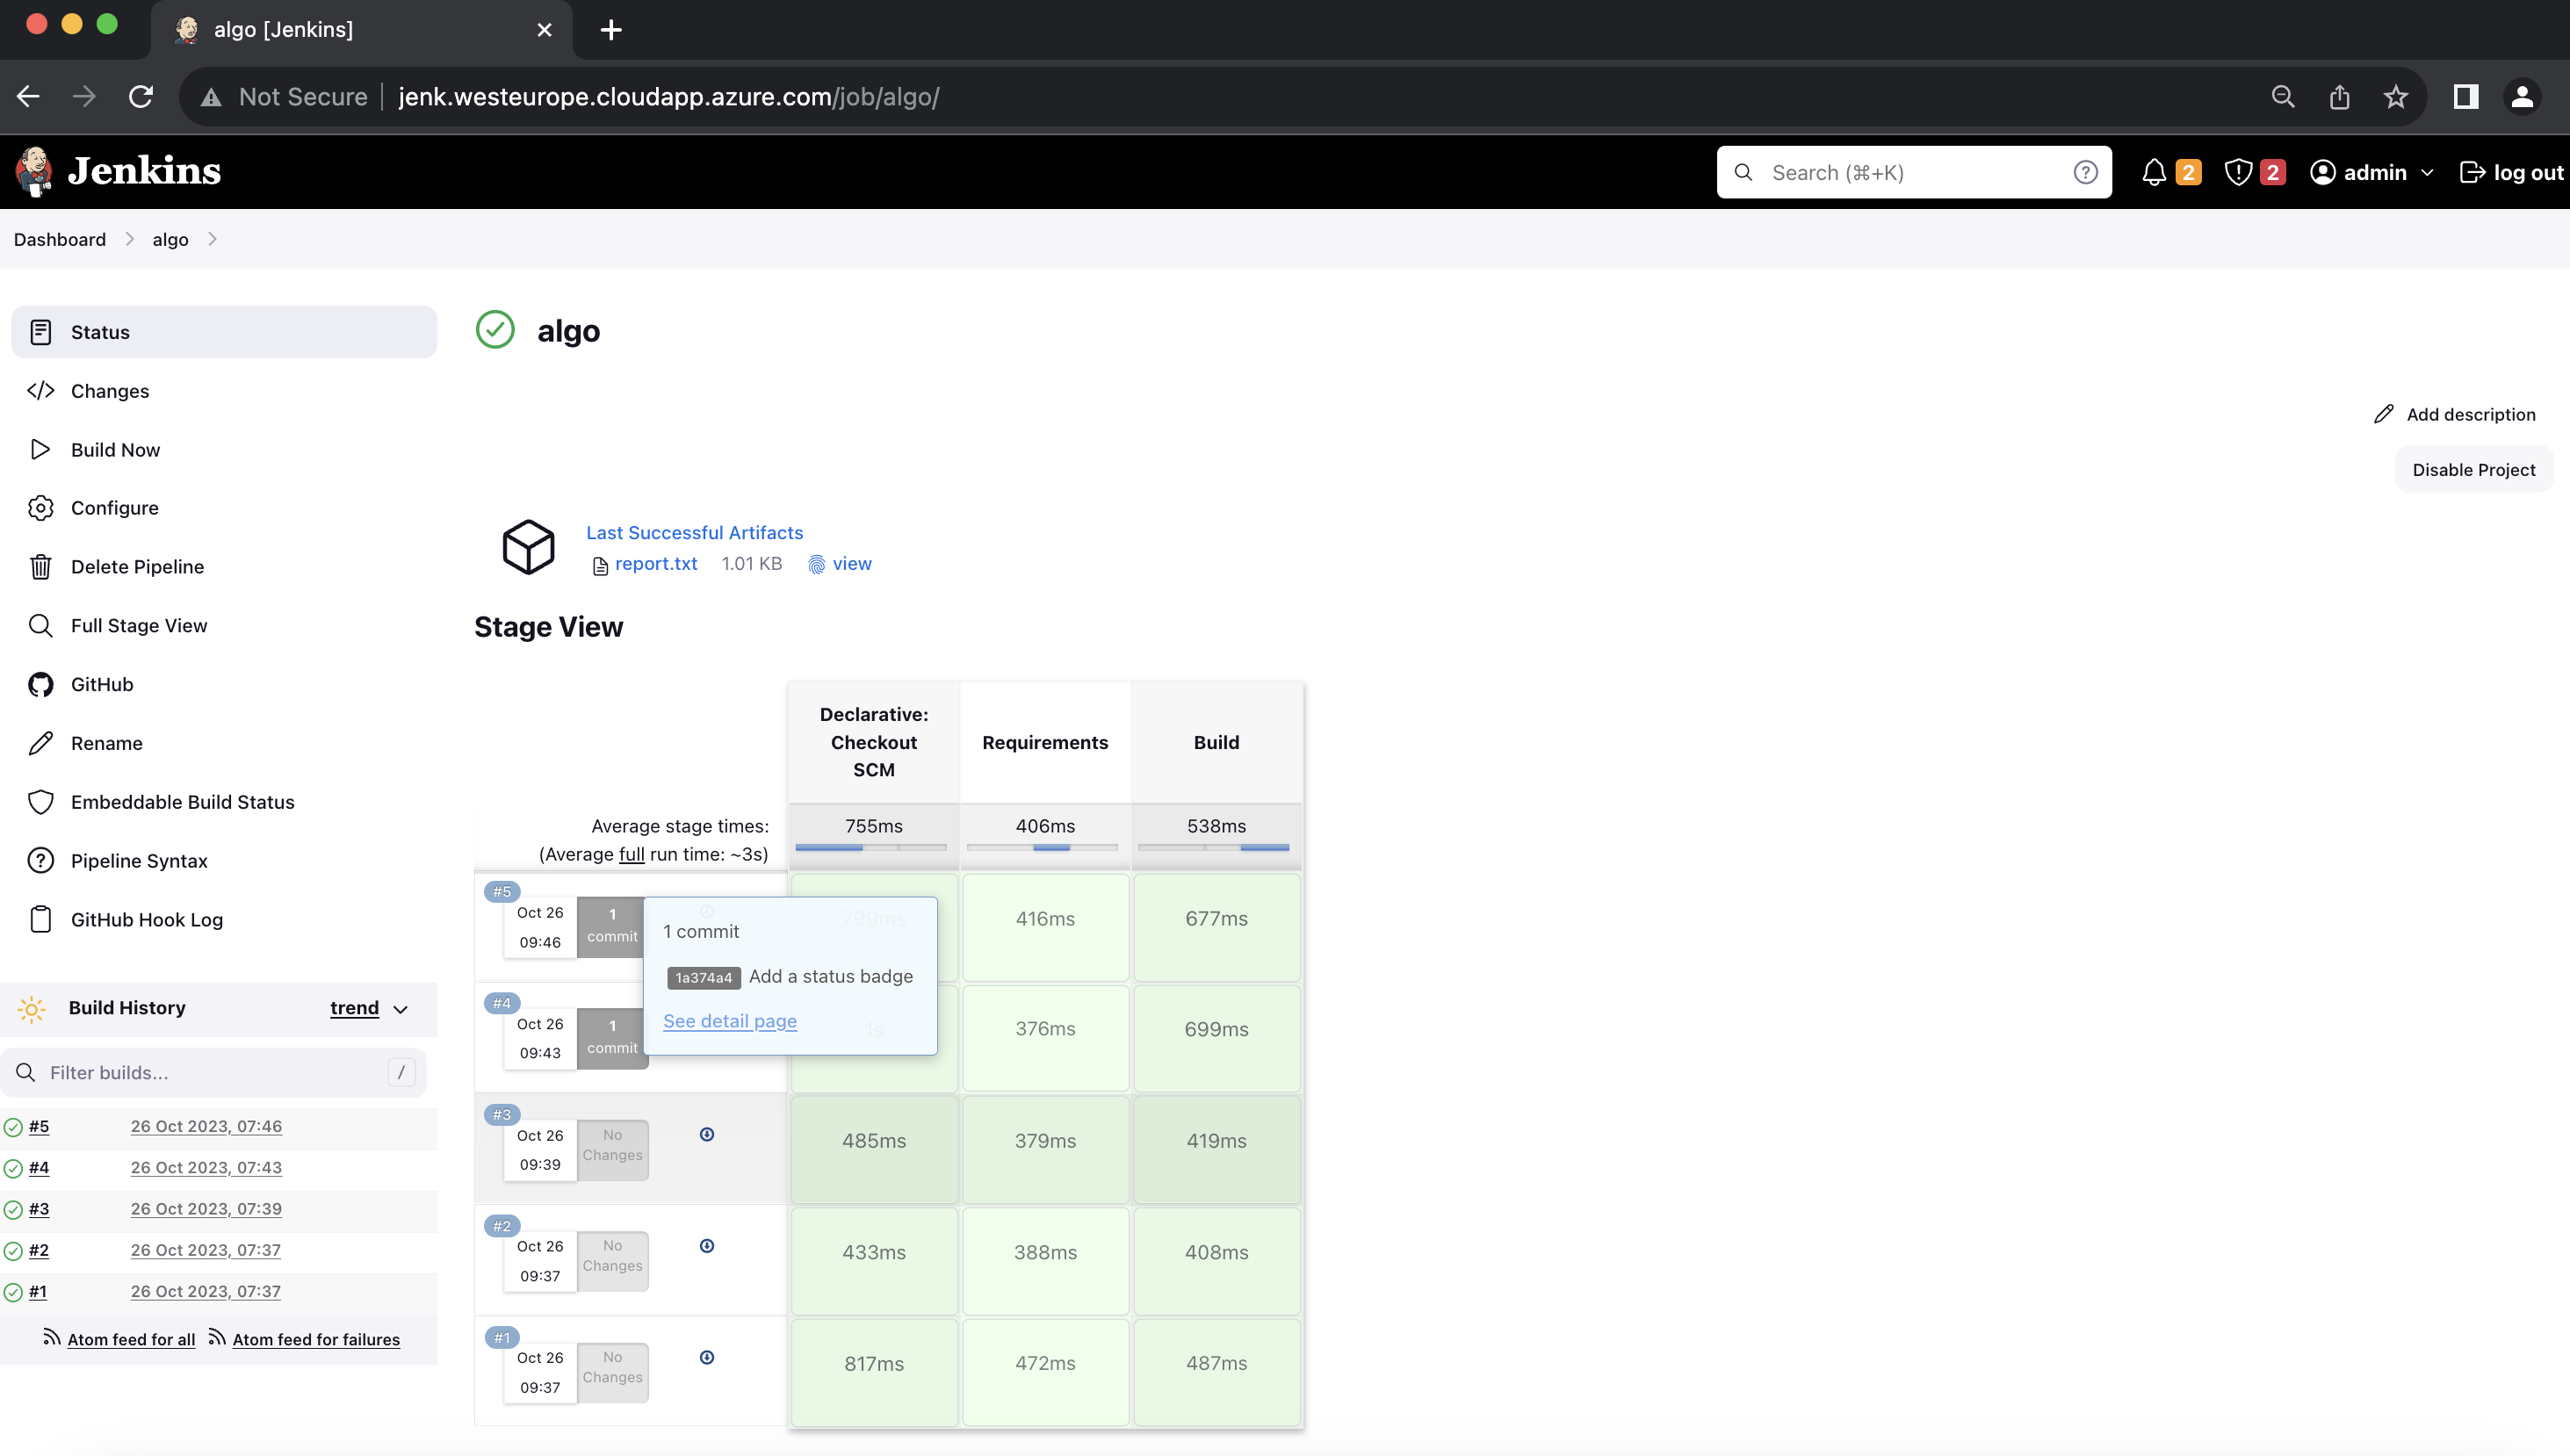 algo [Jenkins]
Not Secure jenk.westeurope.cloudapp.azure.com/job/algo/
Jenkins
Search (⌘+K)
2
2
admin
log out
Dashboard
algo
Status
Changes
Build Now
Configure
Delete Pipeline
Full Stage View
GitHub
Rename
Embeddable Build Status
Pipeline Syntax
GitHub Hook Log
Build History trend
Filter builds...
/
#5 26 Oct 2023, 07:46
#4 26 Oct 2023, 07:43
#3 26 Oct 2023, 07:39
#2 26 Oct 2023, 07:37
#1 26 Oct 2023, 07:37
Atom feed for all Atom feed for failures
algo
Add description
Disable Project
Last Successful Artifacts
report.txt 1.01 KB view
Stage View
Declarative:
Checkout
SCM
Requirements
Build
Average stage times:
(Average full run time: ~3s)
755ms
406ms
538ms
#5
Oct 26
09:46
1
commit
799ms
416ms
677ms
1 commit
1a374a4 Add a status badge
See detail page
#4
Oct 26
09:43
1
commit
1s
376ms
699ms
#3
Oct 26
09:39
No
Changes
485ms
379ms
419ms
#2
Oct 26
09:37
No
Changes
433ms
388ms
408ms
#1
Oct 26
09:37
No
Changes
817ms
472ms
487ms